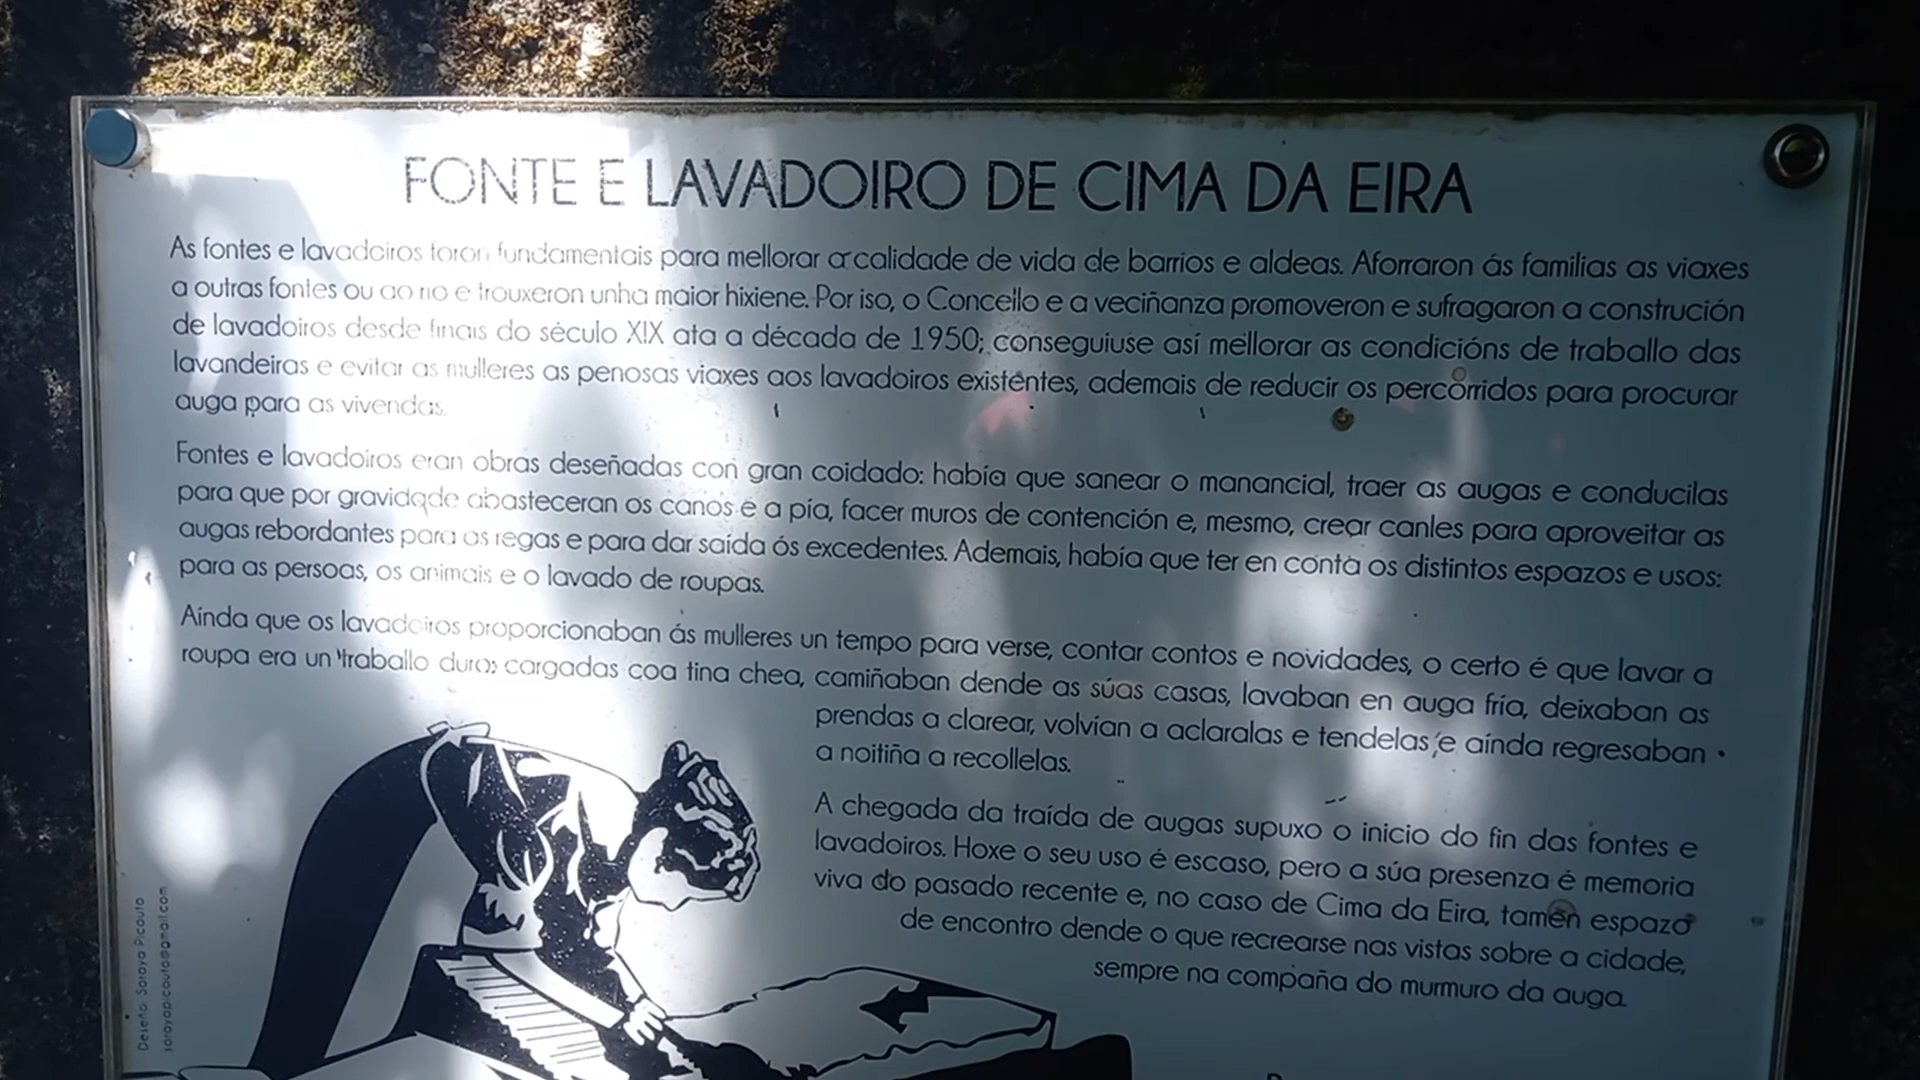 FONTE E LAVADOIRO DE CIMA DA EIRA
As fontes e lavadoiros foron fundamentais para mellorar a calidade de vida de barrios e aldeas. Aforraron ás familias as viaxes
a outras fontes ou ao río e trouxeron unha maior hixiene. Por iso, o Concello e a veciñanza promoveron e sufragaron a construción
de lavadoiros desde finais do século XIX ata a década de 1950; conseguiuse así mellorar as condicións de traballo das
lavandeiras e evitar as mulleres as penosas viaxes aos lavadoiros existentes, ademais de reducir os percorridos para procurar
auga para as vivendas.
Fontes e lavadoiros eran obras deseñadas con gran coidado: había que sanear o manancial, traer as augas e conducilas
para que por gravidade abasteceran os canos e a pía, facer muros de contención e, mesmo, crear canles para aproveitar as
augas rebordantes para as regas e para dar saída ós excedentes. Ademais, había que ter en conta os distintos espazos e usos:
para as persoas, os animais e o lavado de roupas.
Aínda que os lavadoiros proporcionaban ás mulleres un tempo para verse, contar contos e novidades, o certo é que lavar a
roupa era un traballo duro: cargadas coa tina chea, camiñaban dende as súas casas, lavaban en auga fría, deixaban as
prendas a clarear, volvían a aclaralas e tendelas e aínda regresaban
a noitiña a recollelas.
A chegada da traída de augas supuxo o inicio do fin das fontes e
lavadoiros. Hoxe o seu uso é escaso, pero a súa presenza é memoria
viva do pasado recente e, no caso de Cima da Eira, tamén espazo
de encontro dende o que recrearse nas vistas sobre a cidade,
sempre na compaña do murmuro da auga.
Deseño: Soraya Picouto
sorayapicouto@gmail.com